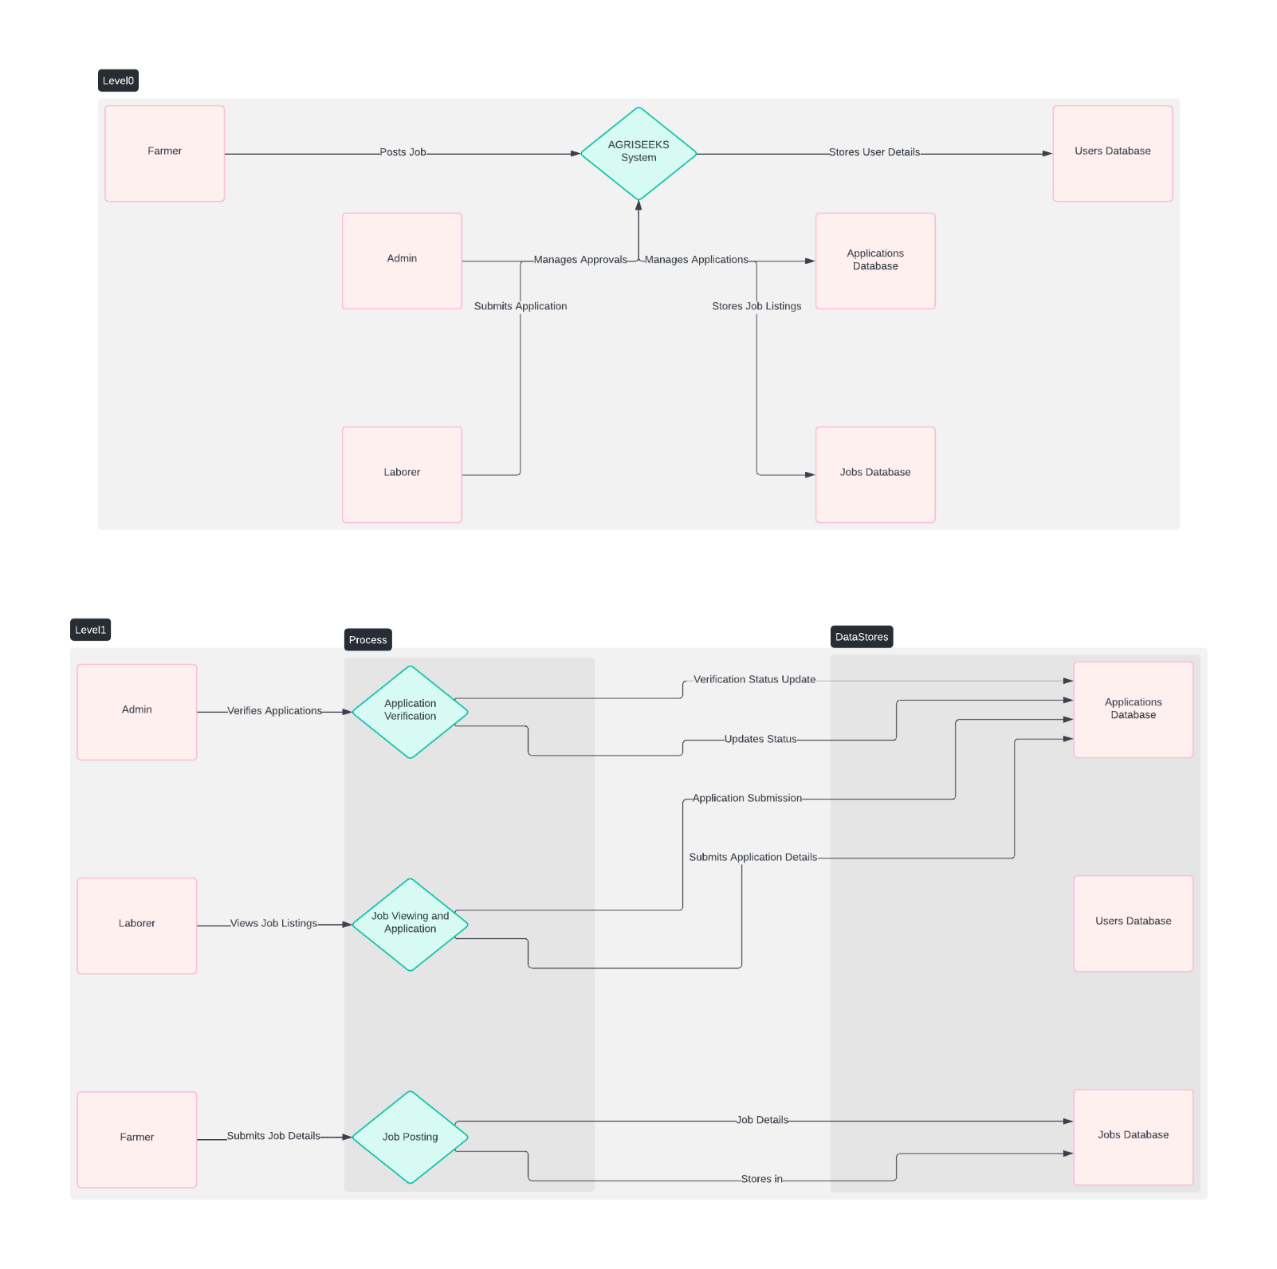 Level0
Farmer
Posts Job
AGRISEEKS
System
Stores User Details
Users Database
Admin
Manages Approvals
Manages Applications
Applications
Database
Submits Application
Stores Job Listings
Laborer
Jobs Database
Level1
Process
DataStores
Admin
Verifies Applications
Application
Verification
Verification Status Update
Updates Status
Applications
Database
Application Submission
Submits Application Details
Laborer
Views Job Listings
Job Viewing and
Application
Users Database
Farmer
Submits Job Details
Job Posting
Job Details
Stores in
Jobs Database